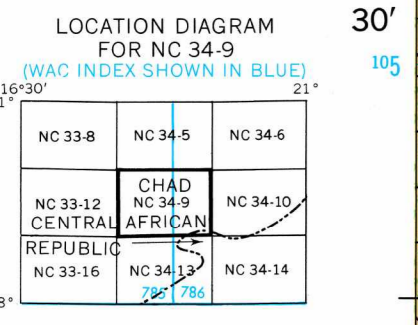 LOCATION DIAGRAM
FOR NC 34-9
(WAC INDEX SHOWN IN BLUE)
30'
105
16°30'
21°
1°
NC 33-8
NC 34-5
NC 34-6
CHAD
NC 33-12
NC 34-9
NC 34-10
CENTRAL AFRICAN
REPUBLIC
NC 33-16
NC 34-13
NC 34-14
785
786
8°